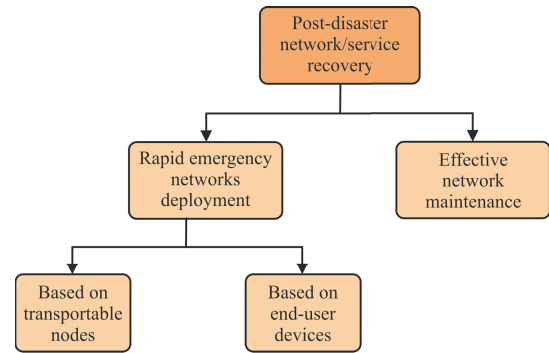 Post-disaster
network/service
recovery
Rapid emergency
networks
deployment
Effective
network
maintenance
Based on
transportable
nodes
Based on
end-user
devices